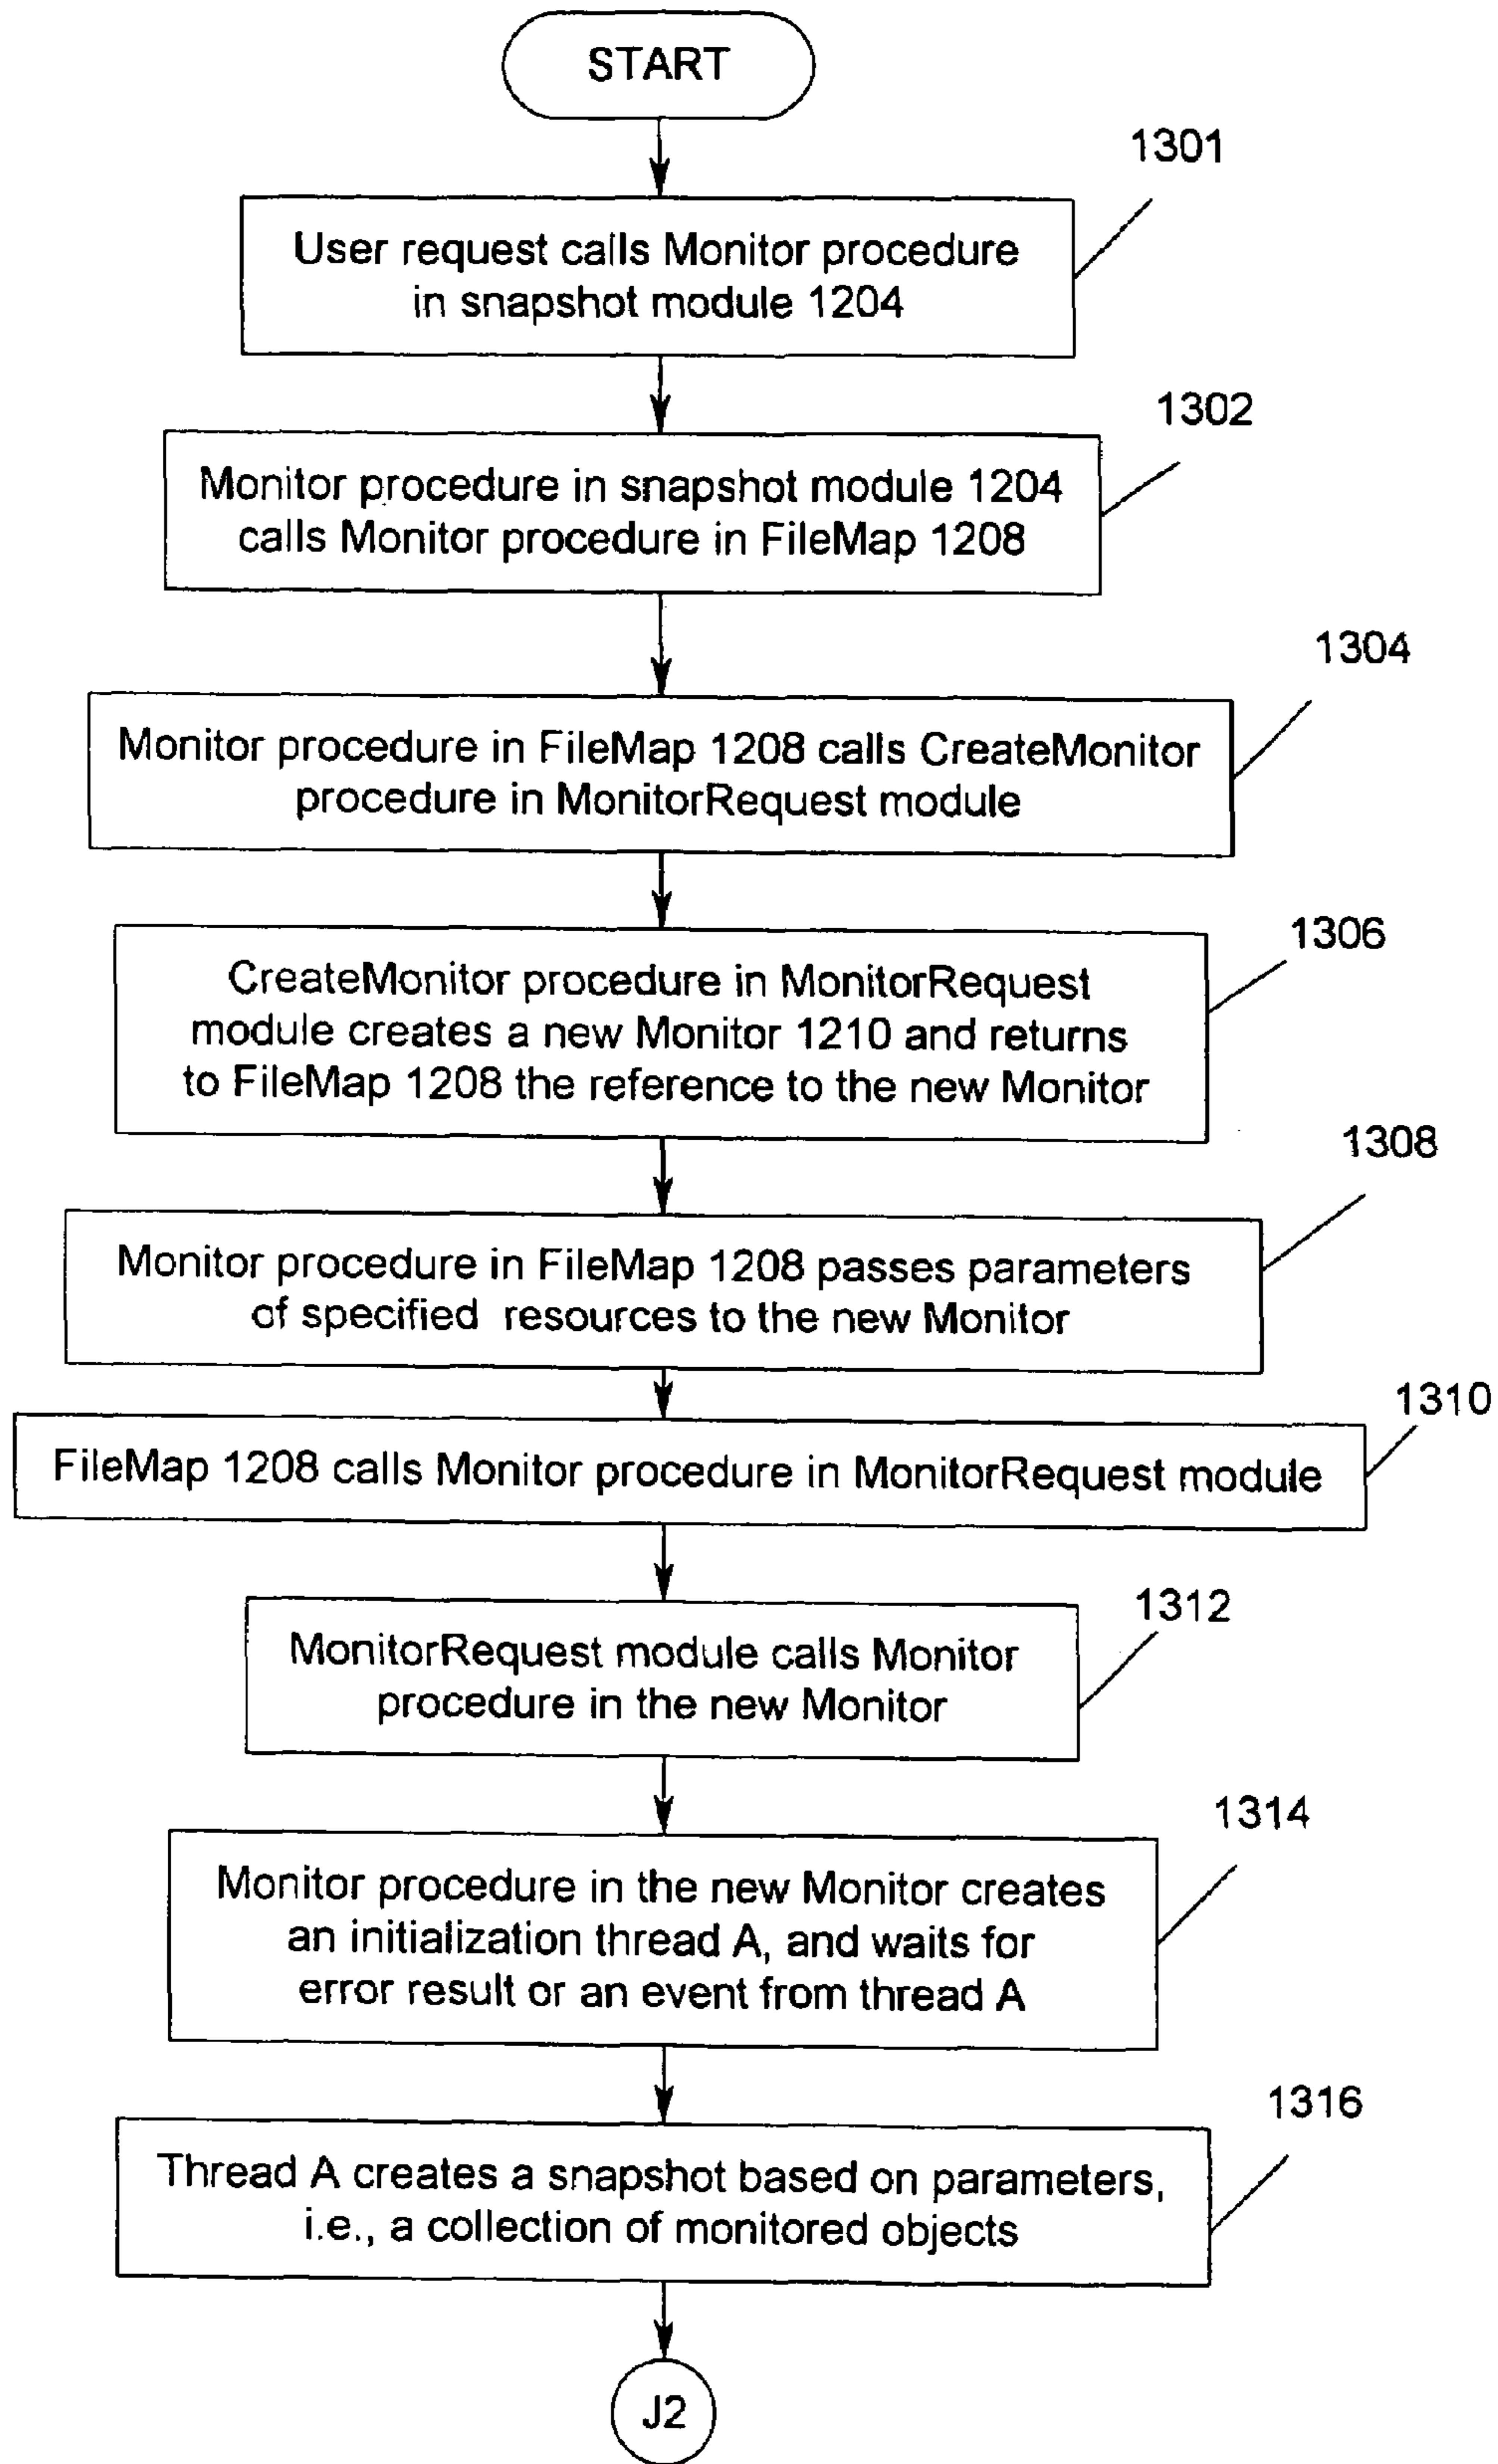 START
1301
User request calls Monitor procedure
in snapshot module 1204
1302
Monitor procedure in snapshot module 1204
calls Monitor procedure in FileMap 1208
1304
Monitor procedure in FileMap 1208 calls CreateMonitor
procedure in MonitorRequest module
1306
CreateMonitor procedure in MonitorRequest
module creates a new Monitor 1210 and returns
to FileMap 1208 the reference to the new Monitor
1308
Monitor procedure in FileMap 1208 passes parameters
of specified resources to the new Monitor
1310
FileMap 1208 calls Monitor procedure in MonitorRequest module
1312
MonitorRequest module calls Monitor
procedure in the new Monitor
1314
Monitor procedure in the new Monitor creates
an initialization thread A, and waits for
error result or an event from thread A
1316
Thread A creates a snapshot based on parameters,
i.e., a collection of monitored objects
J2